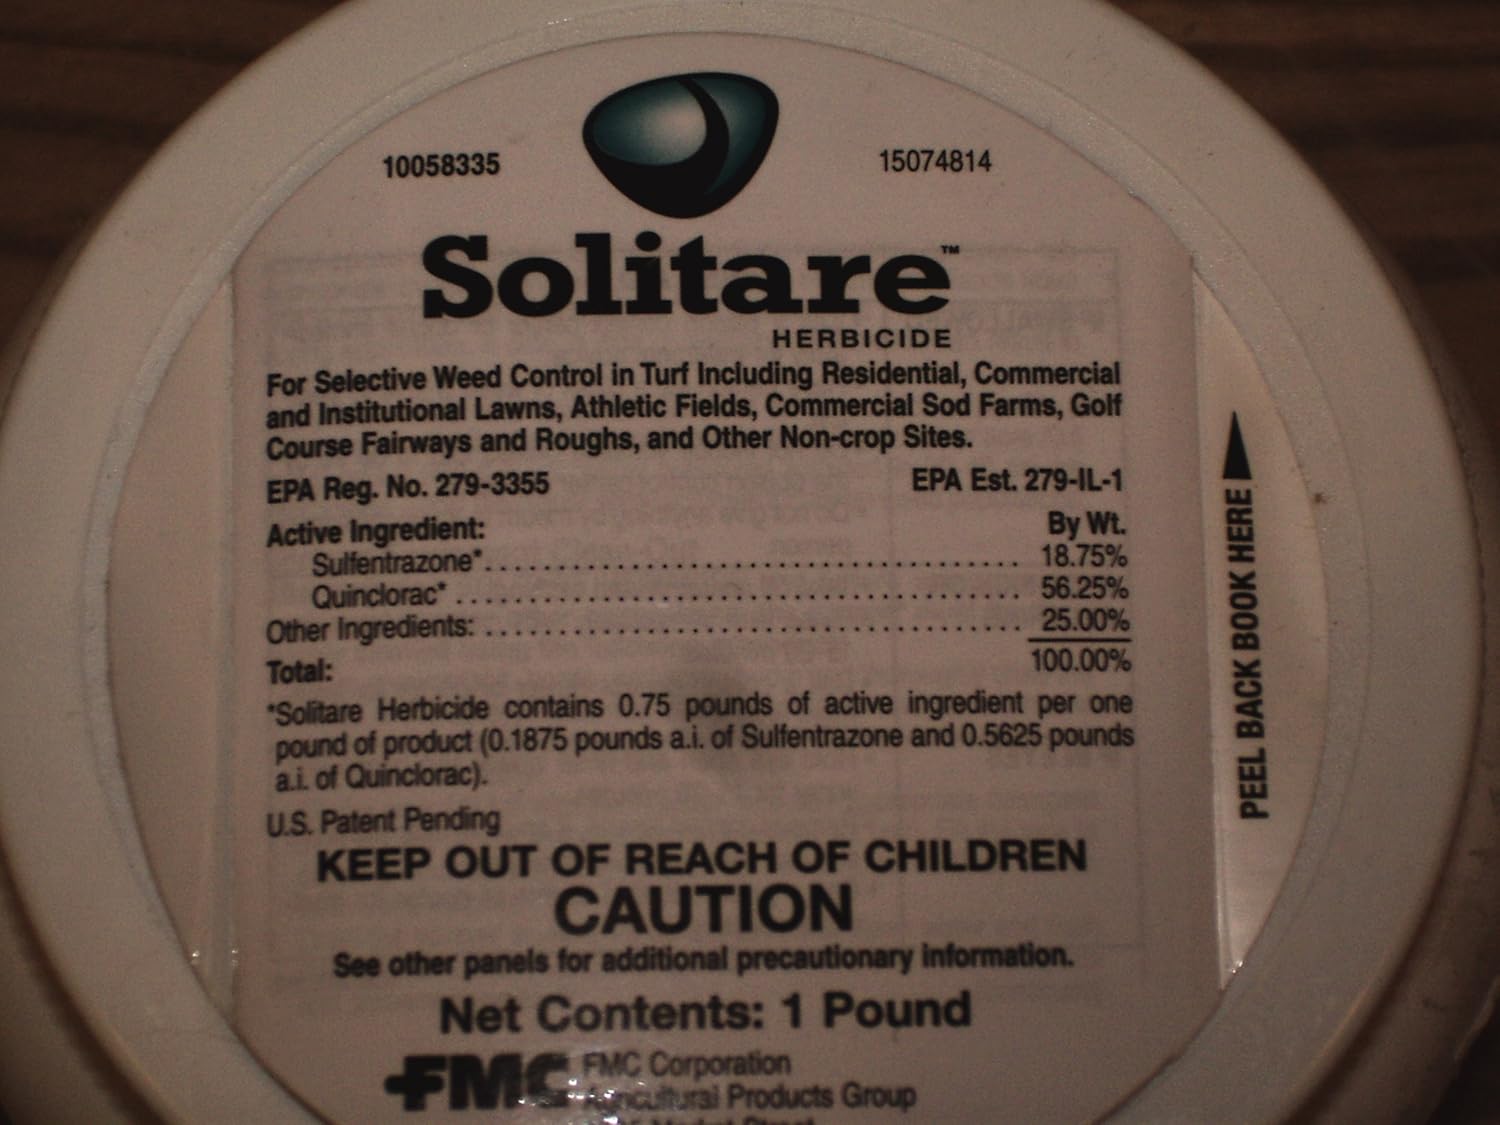 10058335
15074814
Solitare™
HERBICIDE
For Selective Weed Control in Turf Including Residential, Commercial
and Institutional Lawns, Athletic Fields, Commercial Sod Farms, Golf
Course Fairways and Roughs, and Other Non-crop Sites.
EPA Reg. No. 279-3355 EPA Est. 279-IL-1
Active Ingredient: By Wt.
Sulfentrazone*. . . . . . . . . . . . . . . . . . . . . . . . . . . . . . . . . . . . . 18.75%
Quinclorac* . . . . . . . . . . . . . . . . . . . . . . . . . . . . . . . . . . . . . . . 56.25%
Other Ingredients: . . . . . . . . . . . . . . . . . . . . . . . . . . . . . . . . . . . . . 25.00%
Total: 100.00%
*Solitare Herbicide contains 0.75 pounds of active ingredient per one
pound of product (0.1875 pounds a.i. of Sulfentrazone and 0.5625 pounds
a.i. of Quinclorac).
U.S. Patent Pending
KEEP OUT OF REACH OF CHILDREN
CAUTION
See other panels for additional precautionary information.
Net Contents: 1 Pound
FMC FMC Corporation
Agricultural Products Group
Market Street
PEEL BACK BOOK HERE